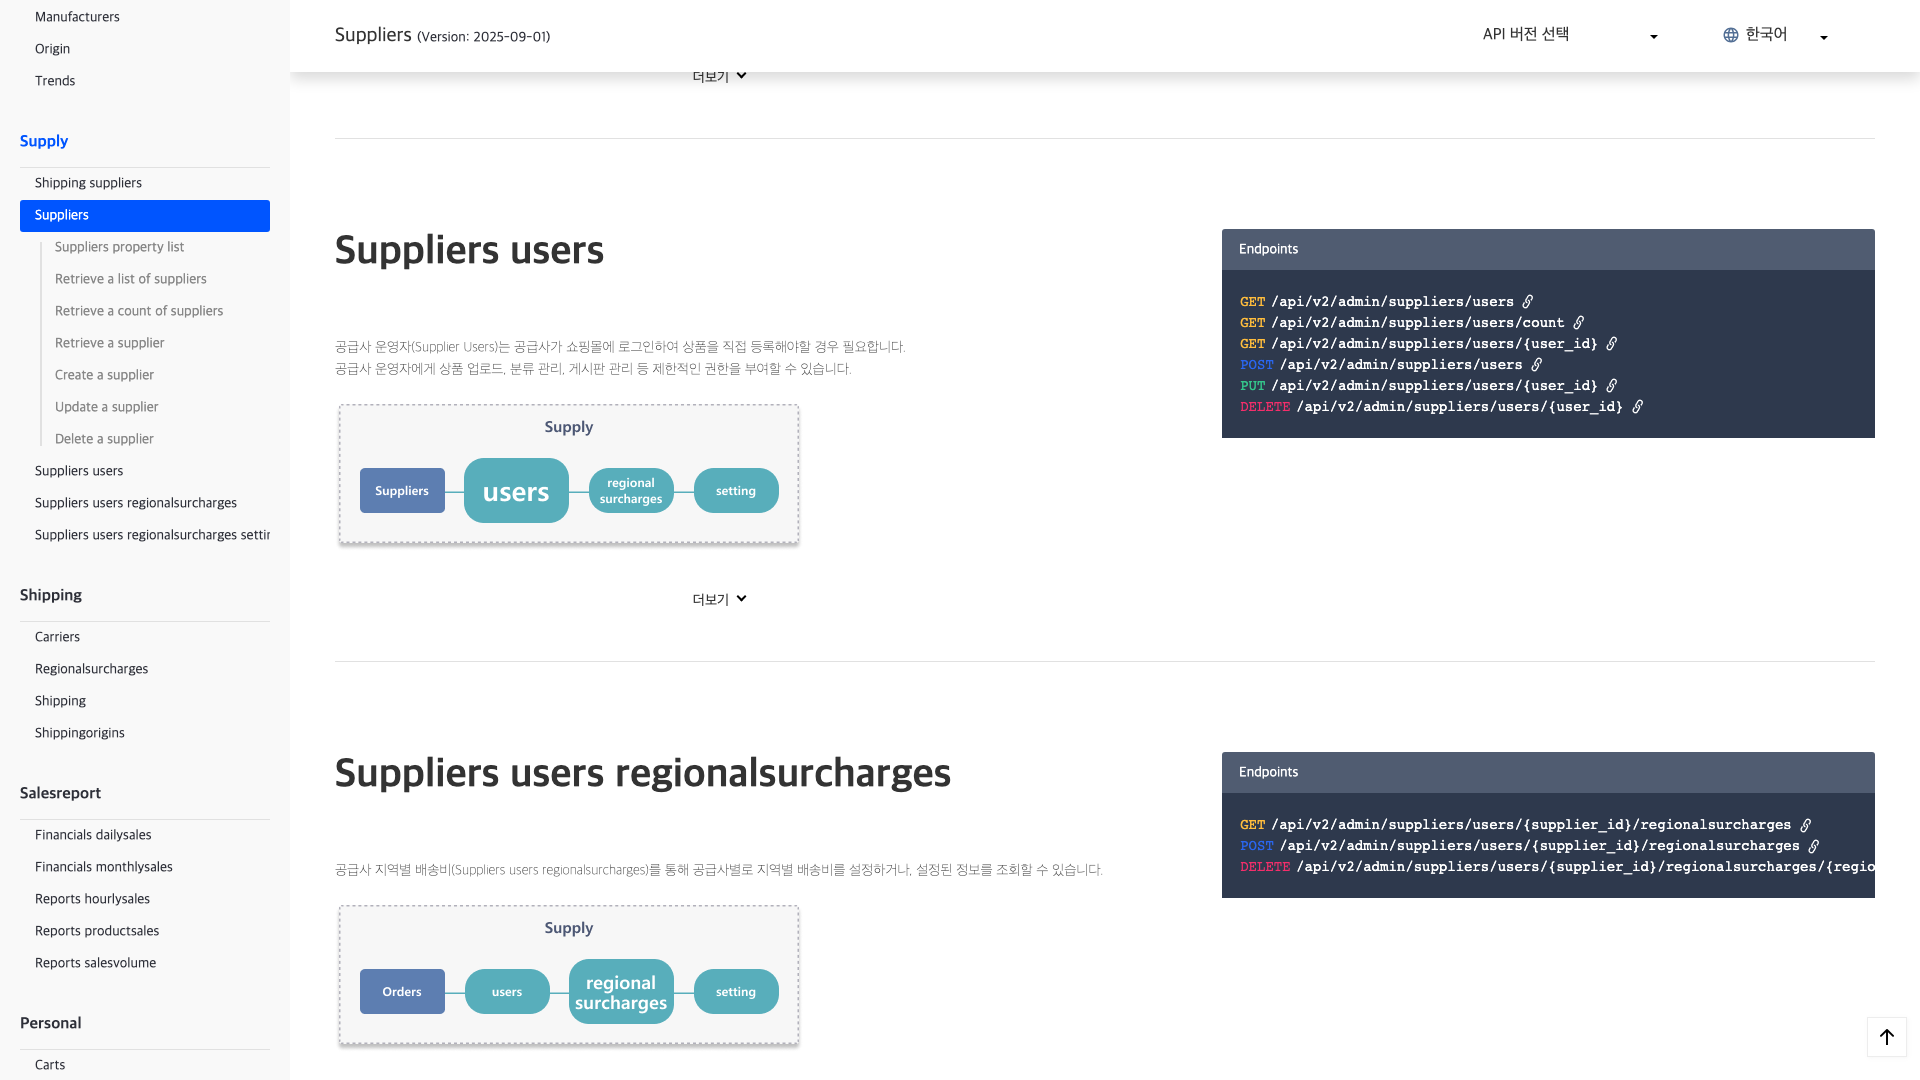 Manufacturers
Origin
Trends
Supply
Shipping suppliers
Suppliers
Suppliers property list
Retrieve a list of suppliers
Retrieve a count of suppliers
Retrieve a supplier
Create a supplier
Update a supplier
Delete a supplier
Suppliers users
Suppliers users regionalsurcharges
Suppliers users regionalsurcharges settin
Shipping
Carriers
Regionalsurcharges
Shipping
Shippingorigins
Salesreport
Financials dailysales
Financials monthlysales
Reports hourlysales
Reports productsales
Reports salesvolume
Personal
Carts
Suppliers (Version: 2025-09-01)
API 버전 선택
한국어
더보기
Suppliers users
공급사 운영자(Supplier Users)는 공급사가 쇼핑몰에 로그인하여 상품을 직접 등록해야할 경우 필요합니다.
공급사 운영자에게 상품 업로드, 분류 관리, 게시판 관리 등 제한적인 권한을 부여할 수 있습니다.
Supply
Suppliers
users
regional
surcharges
setting
더보기
Endpoints
GET /api/v2/admin/suppliers/users
GET /api/v2/admin/suppliers/users/count
GET /api/v2/admin/suppliers/users/{user_id}
POST /api/v2/admin/suppliers/users
PUT /api/v2/admin/suppliers/users/{user_id}
DELETE /api/v2/admin/suppliers/users/{user_id}
Suppliers users regionalsurcharges
공급사 지역별 배송비(Suppliers users regionalsurcharges)를 통해 공급사별로 지역별 배송비를 설정하거나, 설정된 정보를 조회할 수 있습니다.
Supply
Orders
users
regional
surcharges
setting
Endpoints
GET /api/v2/admin/suppliers/users/{supplier_id}/regionalsurcharges
POST /api/v2/admin/suppliers/users/{supplier_id}/regionalsurcharges
DELETE /api/v2/admin/suppliers/users/{supplier_id}/regionalsurcharges/{regio